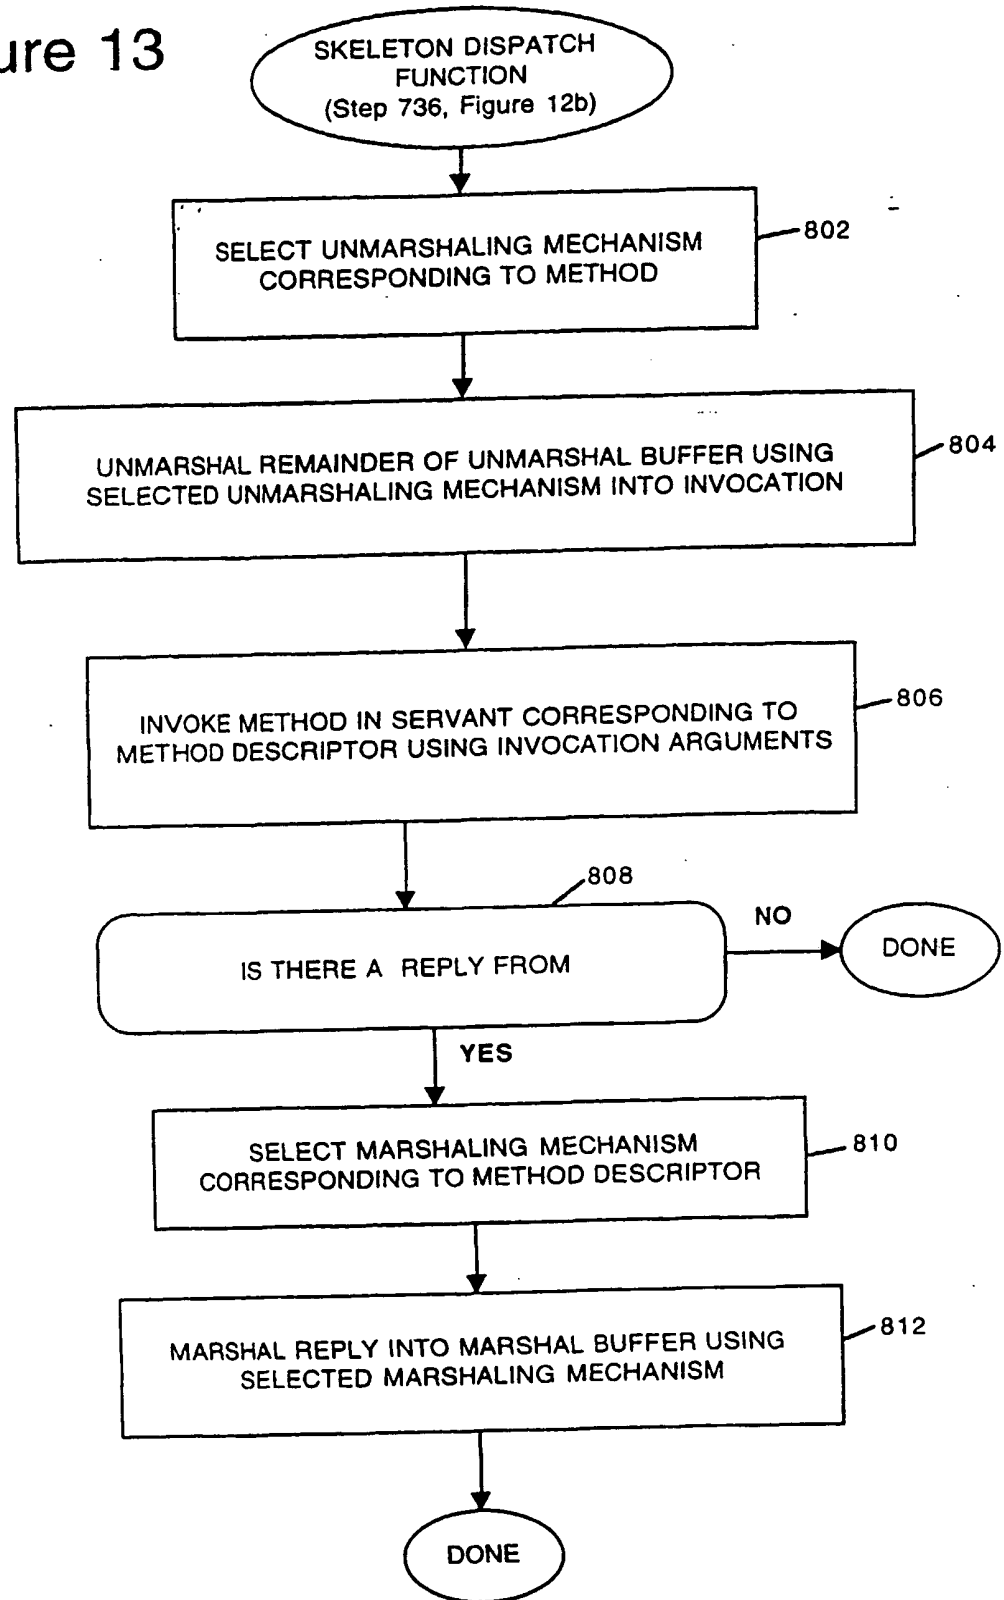 ure 13
SKELETON DISPATCH
FUNCTION
(Step 736, Figure 12b)
SELECT UNMARSHALING MECHANISM
CORRESPONDING TO METHOD
802
UNMARSHAL REMAINDER OF UNMARSHAL BUFFER USING
SELECTED UNMARSHALING MECHANISM INTO INVOCATION
804
INVOKE METHOD IN SERVANT CORRESPONDING TO
METHOD DESCRIPTOR USING INVOCATION ARGUMENTS
806
808
IS THERE A REPLY FROM
NO
DONE
YES
SELECT MARSHALING MECHANISM
CORRESPONDING TO METHOD DESCRIPTOR
810
MARSHAL REPLY INTO MARSHAL BUFFER USING
SELECTED MARSHALING MECHANISM
812
DONE